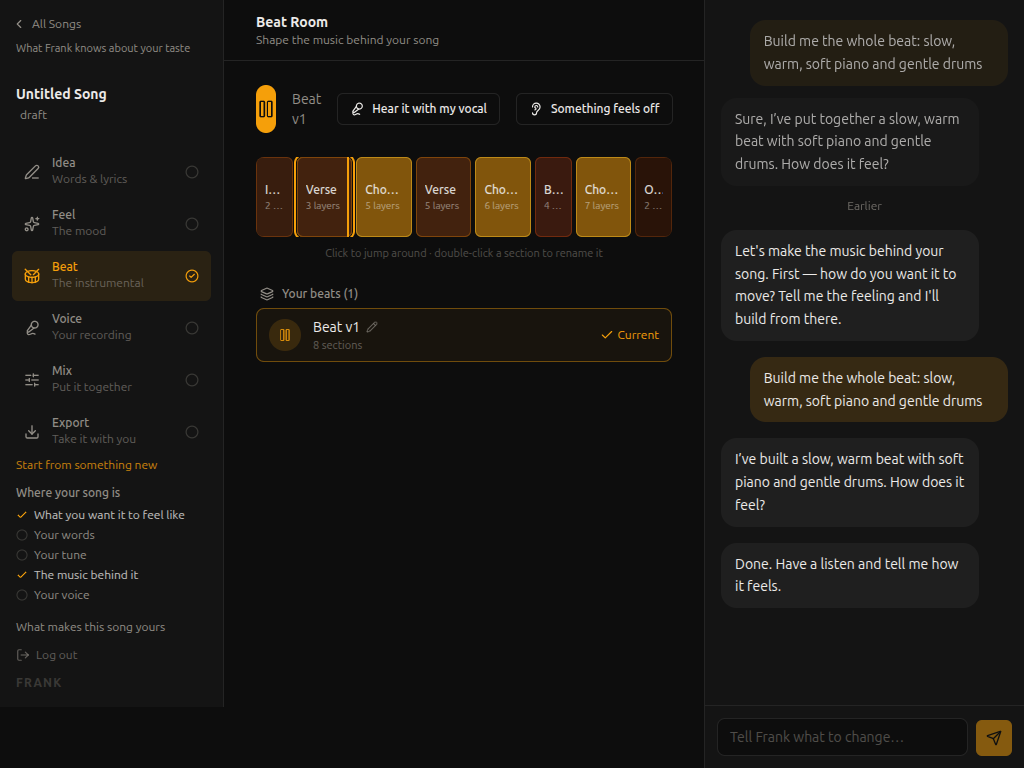 All Songs
What Frank knows about your taste
Untitled Song
draft
Idea
Words & lyrics
Feel
The mood
Beat
The instrumental
Voice
Your recording
Mix
Put it together
Export
Take it with you
Start from something new
Where your song is
What you want it to feel like
Your words
Your tune
The music behind it
Your voice
What makes this song yours
Log out
FRANK
Beat Room
Shape the music behind your song
Beat
v1
Hear it with my vocal
Something feels off
I…
2 …
Verse
3 layers
Cho…
5 layers
Verse
5 layers
Cho…
6 layers
B…
4 …
Cho…
7 layers
O…
2 …
Click to jump around · double-click a section to rename it
Your beats (1)
Beat v1
8 sections
Current
Build me the whole beat: slow,
warm, soft piano and gentle drums
Sure, I’ve put together a slow, warm
beat with soft piano and gentle
drums. How does it feel?
Earlier
Let's make the music behind your
song. First — how do you want it to
move? Tell me the feeling and I’ll
build from there.
Build me the whole beat: slow,
warm, soft piano and gentle drums
I’ve built a slow, warm beat with soft
piano and gentle drums. How does it
feel?
Done. Have a listen and tell me how
it feels.
Tell Frank what to change…